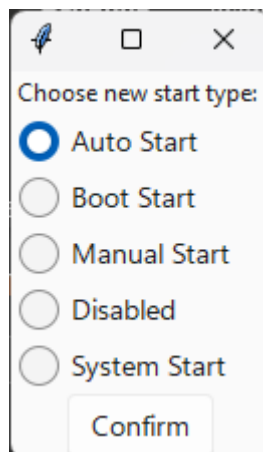 Choose new start type:
Auto Start
Boot Start
Manual Start
Disabled
System Start
Confirm